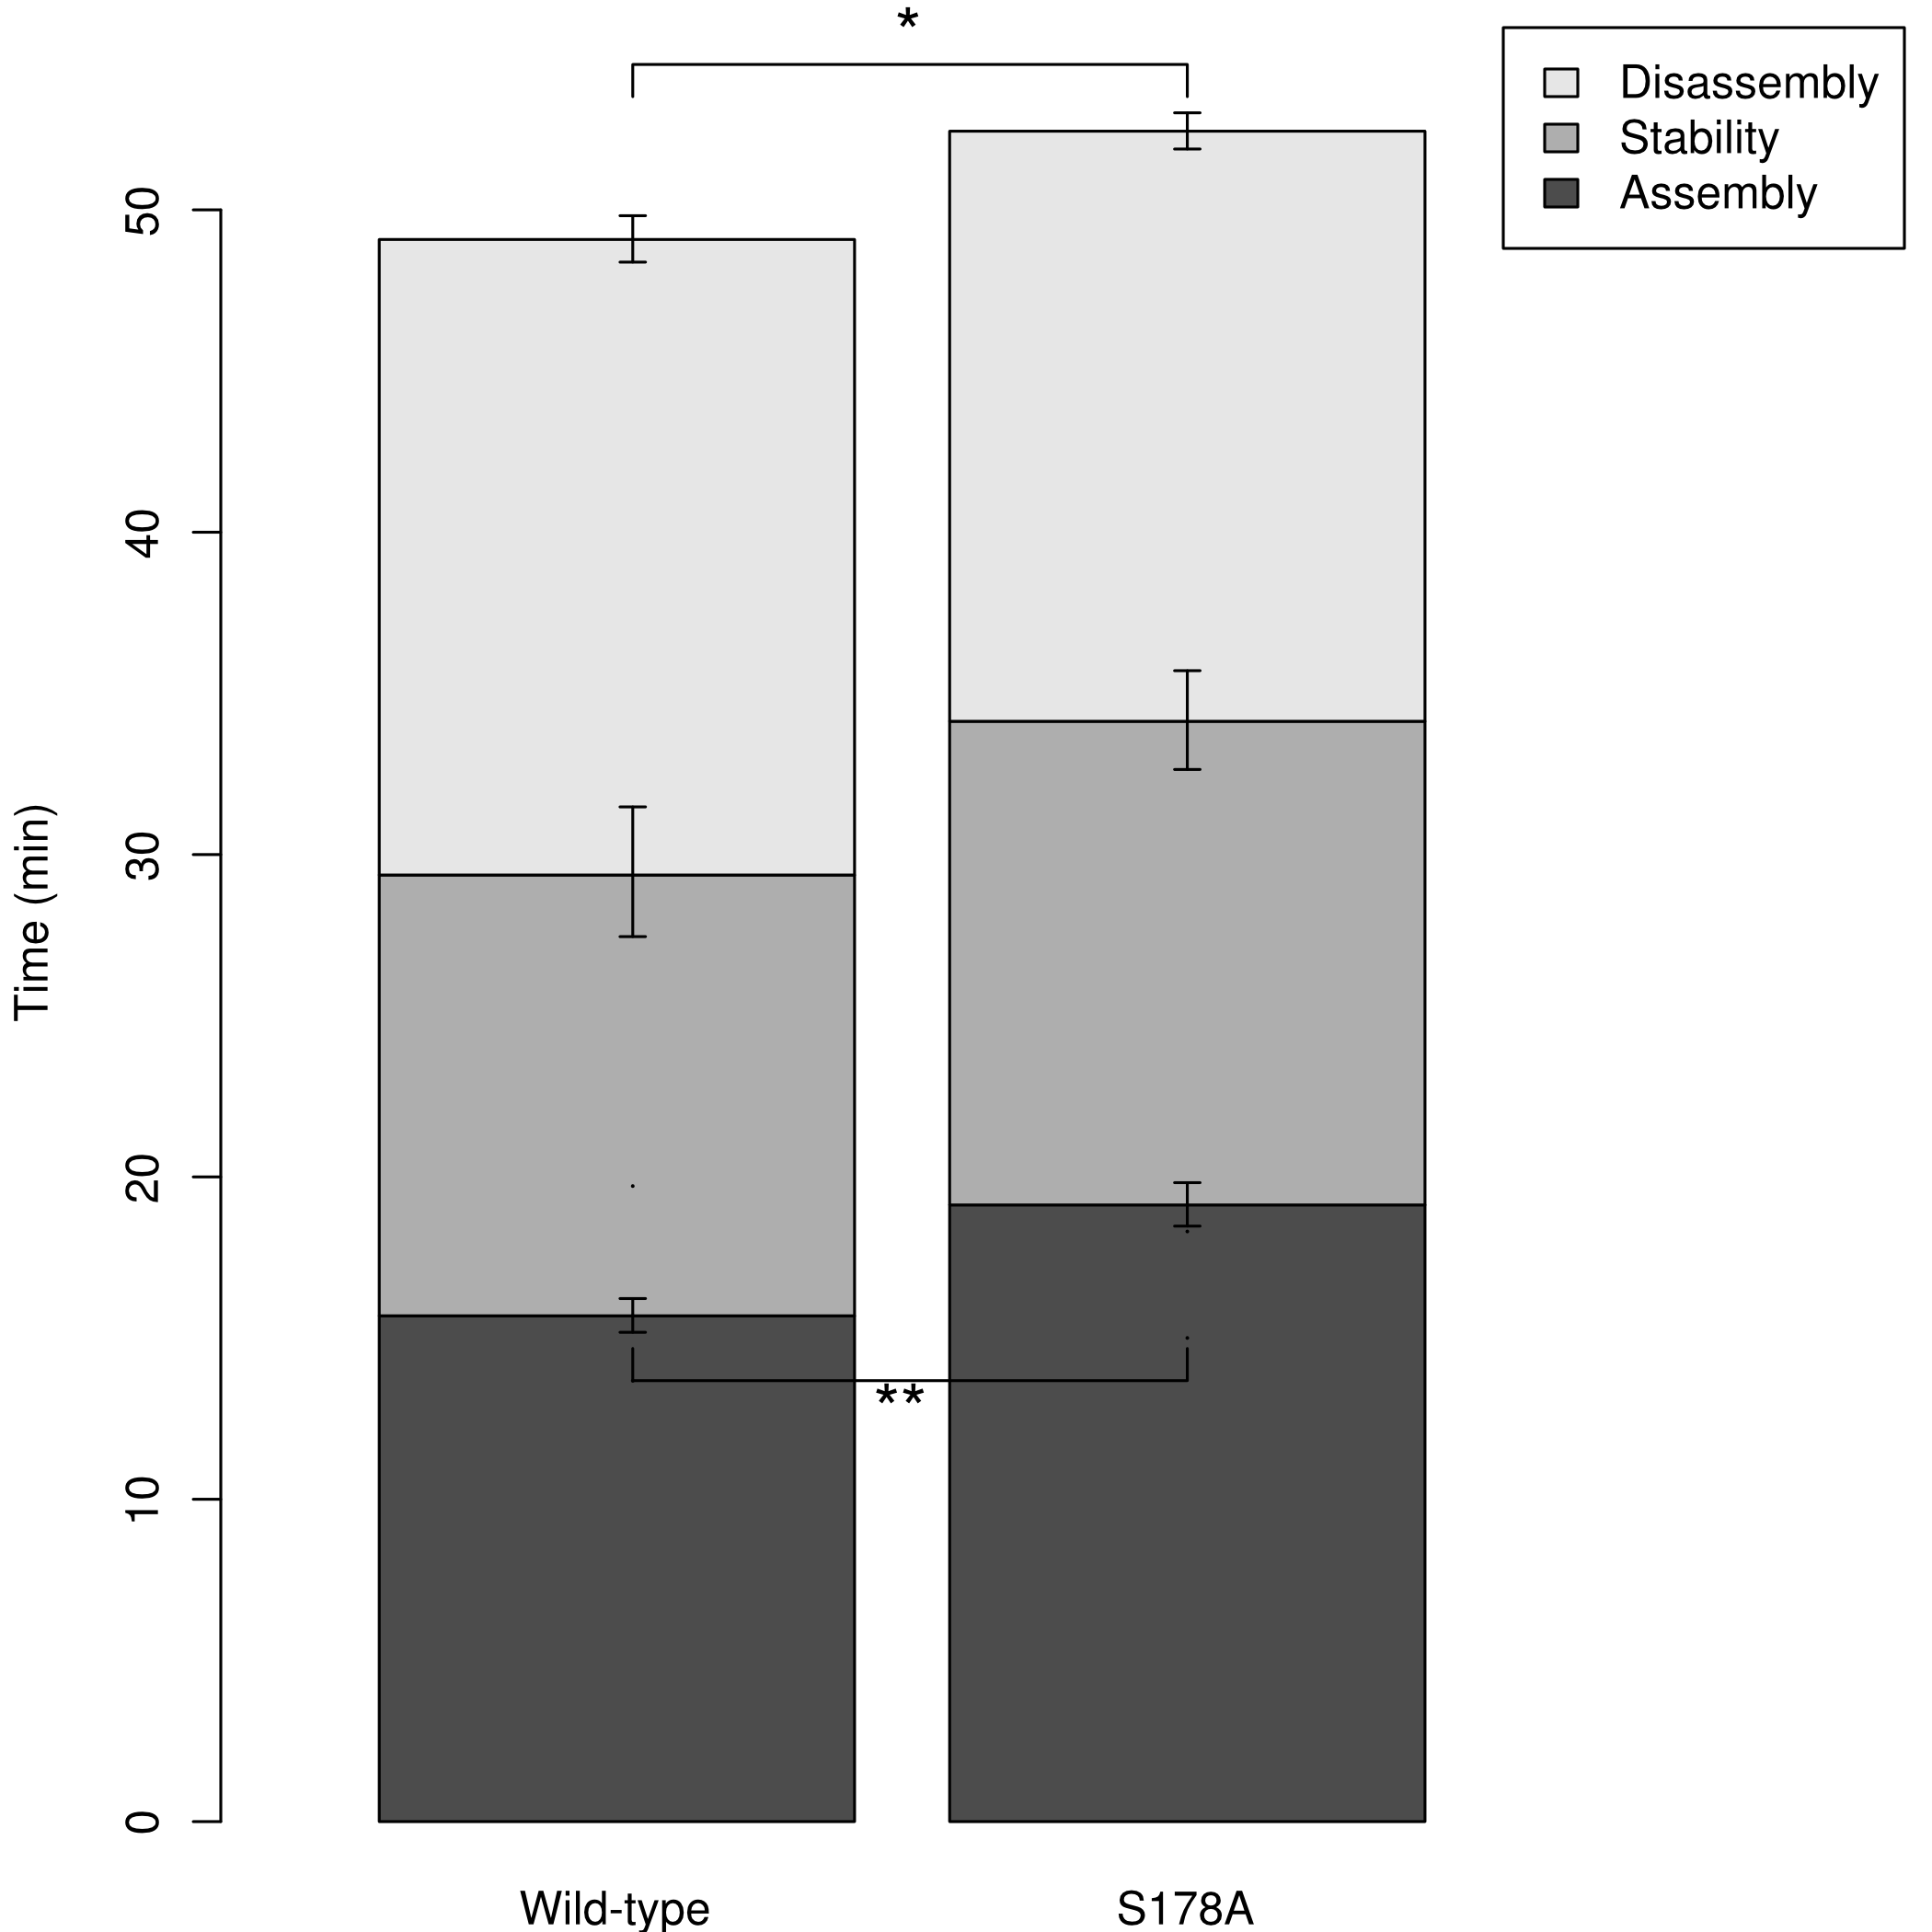 *
Disassembly
Stability
Assembly
50
40
30
20
10
0
Time (min)
**
Wild-type
S178A